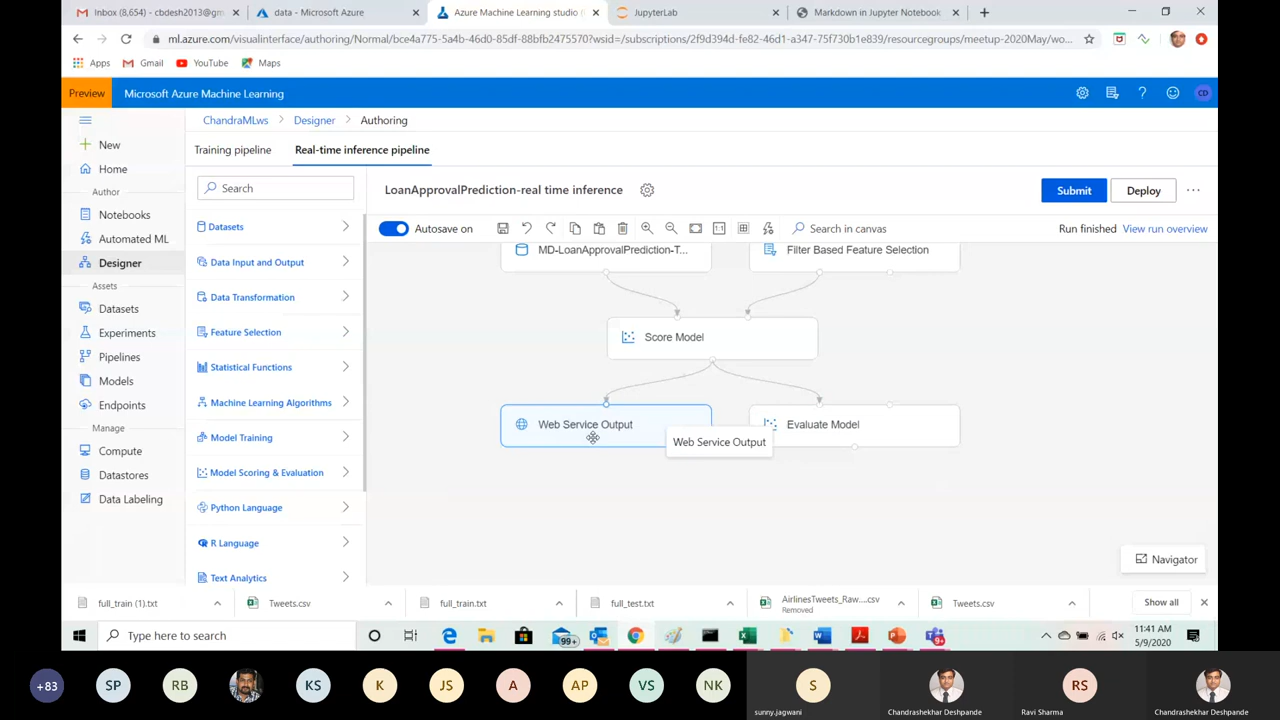 Inbox (8,654) - cbdesh2013@gm
data - Microsoft Azure
Azure Machine Learning studio (
JupyterLab
Markdown in Jupyter Notebook
ml.azure.com/visualinterface/authoring/Normal/bce4a775-5a4b-46d0-85df-88bfb2475570?wsid=/subscriptions/2f9d394d-fe82-46d1-a347-75f730b1e839/resourcegroups/meetup-2020May/wo...
Apps
Gmail
YouTube
Maps
Preview
Microsoft Azure Machine Learning
CD
ChandraMLws > Designer > Authoring
New
Home
Author
Notebooks
Automated ML
Designer
Assets
Datasets
Experiments
Pipelines
Models
Endpoints
Manage
Compute
Datastores
Data Labeling
Training pipeline
Real-time inference pipeline
Search
Datasets
Data Input and Output
Data Transformation
Feature Selection
Statistical Functions
Machine Learning Algorithms
Model Training
Model Scoring & Evaluation
Python Language
R Language
Text Analytics
LoanApprovalPrediction-real time inference
Submit
Deploy
Autosave on
Search in canvas
Run finished
View run overview
MD-LoanApprovalPrediction-T...
Filter Based Feature Selection
Score Model
Web Service Output
Evaluate Model
Web Service Output
Navigator
full_train (1).txt
Tweets.csv
full_train.txt
full_test.txt
AirlinesTweets_Raw....csv
Removed
Tweets.csv
Show all
Type here to search
99+
9+
11:41 AM
5/9/2020
+83
SP
RB
KS
K
JS
A
AP
VS
NK
S
sunny.jagwani
Chandrashekhar Deshpande
RS
Ravi Sharma
Chandrashekhar Deshpande